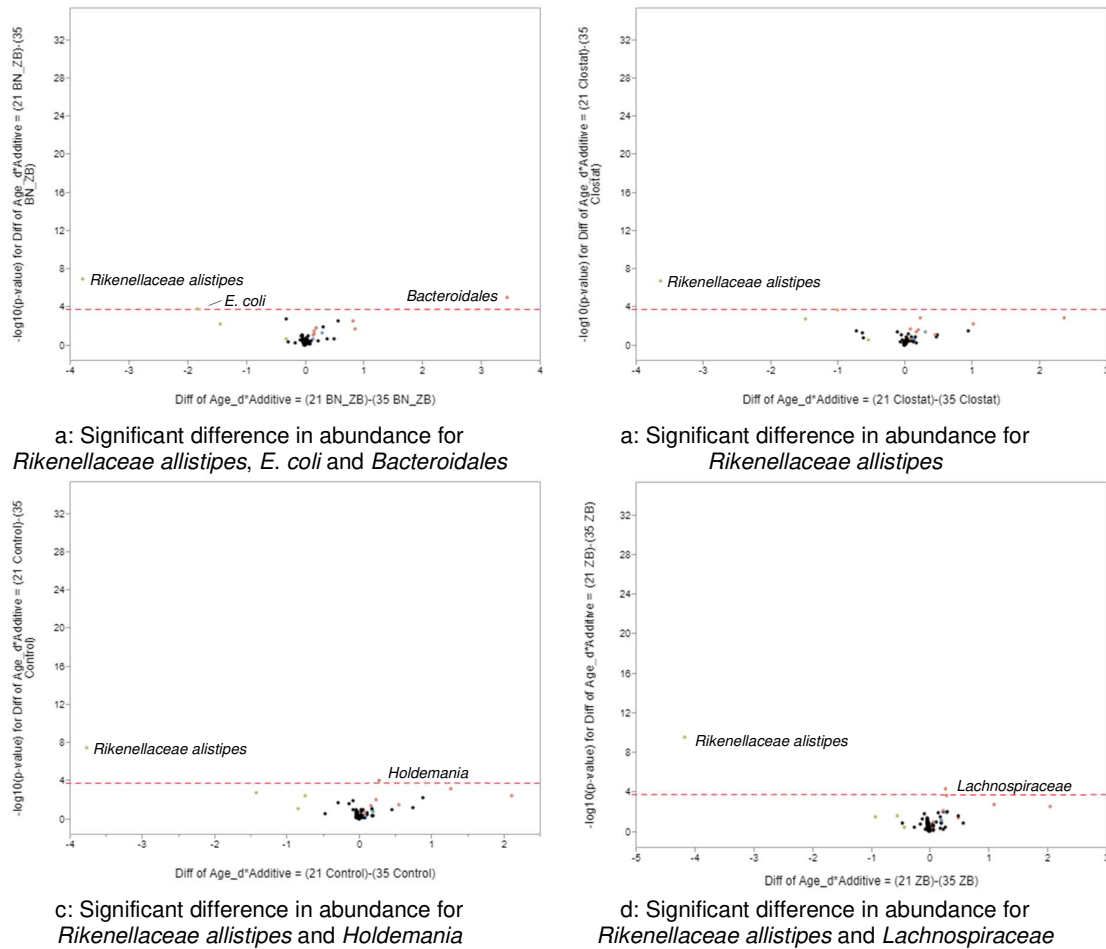 -log10(p-value) for Diff of Age_d*Additive = (21 BN_ZB)-(35
BN_ZB)
32
28
24
20
16
12
8
4
0
Rikenellaceae alistipes
E. coli
Bacteroidales
-4 -3 -2 -1 0 1 2 3 4
Diff of Age_d*Additive = (21 BN_ZB)-(35 BN_ZB)
a: Significant difference in abundance for
Rikenellaceae allistipes, E. coli and Bacteroidales
-log10(p-value) for Diff of Age_d*Additive = (21 Clostat)-(35
Clostat)
32
28
24
20
16
12
8
4
0
Rikenellaceae alistipes
-4 -3 -2 -1 0 1 2 3
Diff of Age_d*Additive = (21 Clostat)-(35 Clostat)
a: Significant difference in abundance for
Rikenellaceae allistipes
-log10(p-value) for Diff of Age_d*Additive = (21 Control)-(35
Control)
32
28
24
20
16
12
8
4
0
Rikenellaceae alistipes
Holdemania
-4 -3 -2 -1 0 1 2
Diff of Age_d*Additive = (21 Control)-(35 Control)
c: Significant difference in abundance for
Rikenellaceae allistipes and Holdemania
-log10(p-value) for Diff of Age_d*Additive = (21 ZB)-(35 ZB)
32
28
24
20
16
12
8
4
0
Rikenellaceae alistipes
Lachnospiraceae
-5 -4 -3 -2 -1 0 1 2 3
Diff of Age_d*Additive = (21 ZB)-(35 ZB)
d: Significant difference in abundance for
Rikenellaceae allistipes and Lachnospiraceae